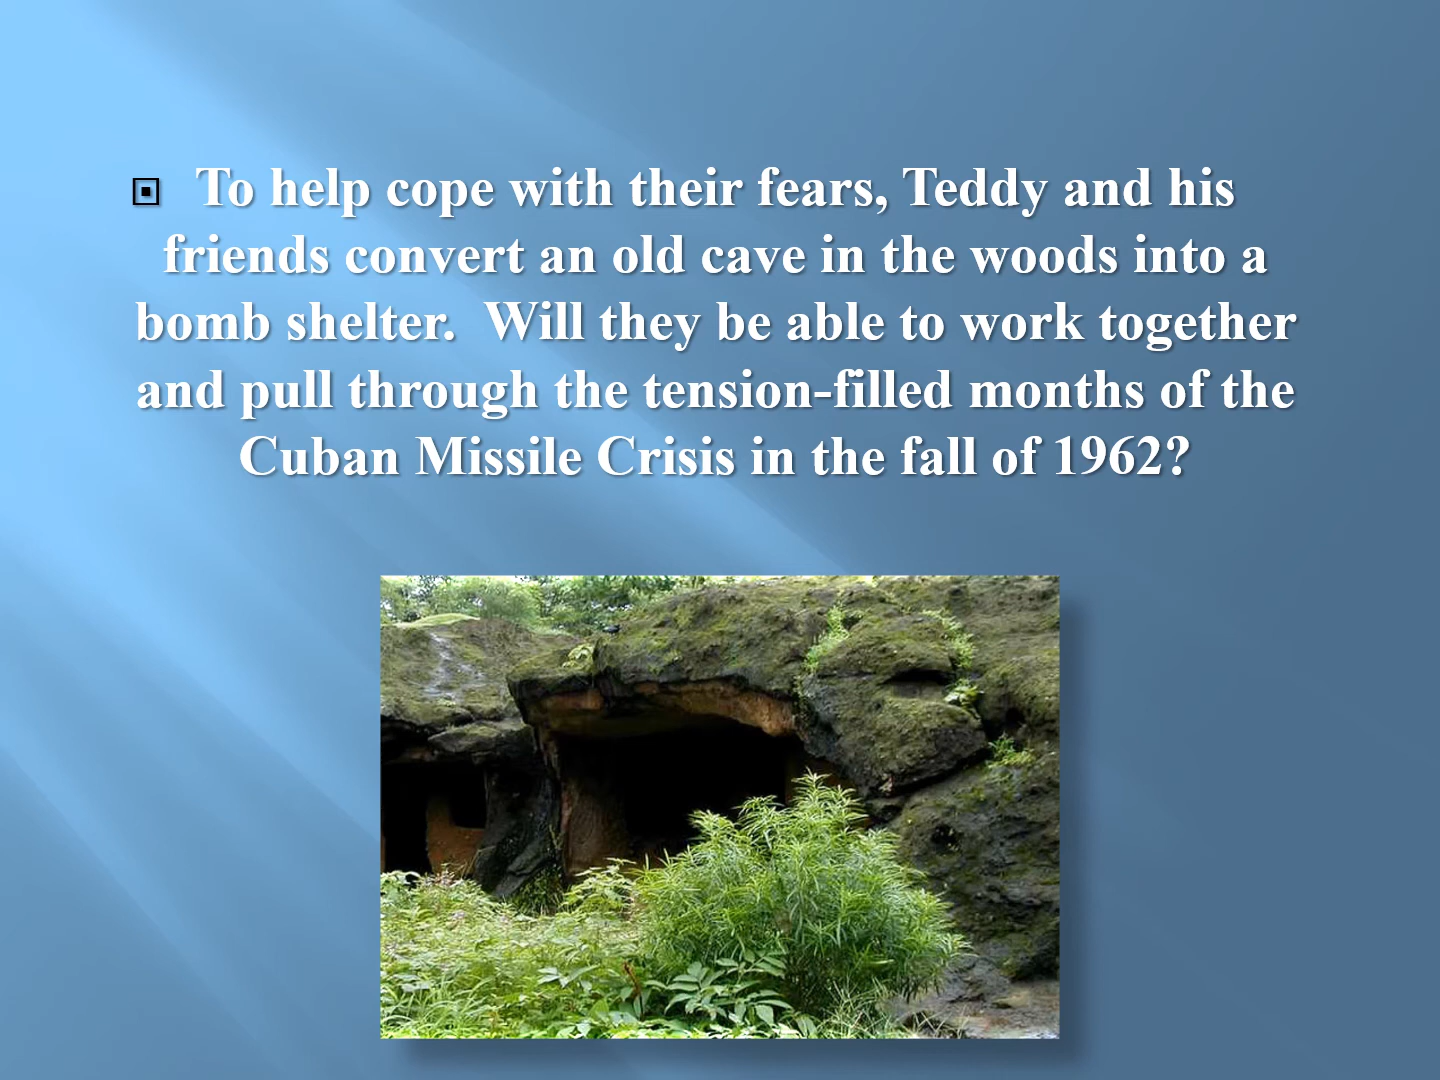 To help cope with their fears, Teddy and his
friends convert an old cave in the woods into a
bomb shelter.  Will they be able to work together
and pull through the tension-filled months of the
Cuban Missile Crisis in the fall of 1962?